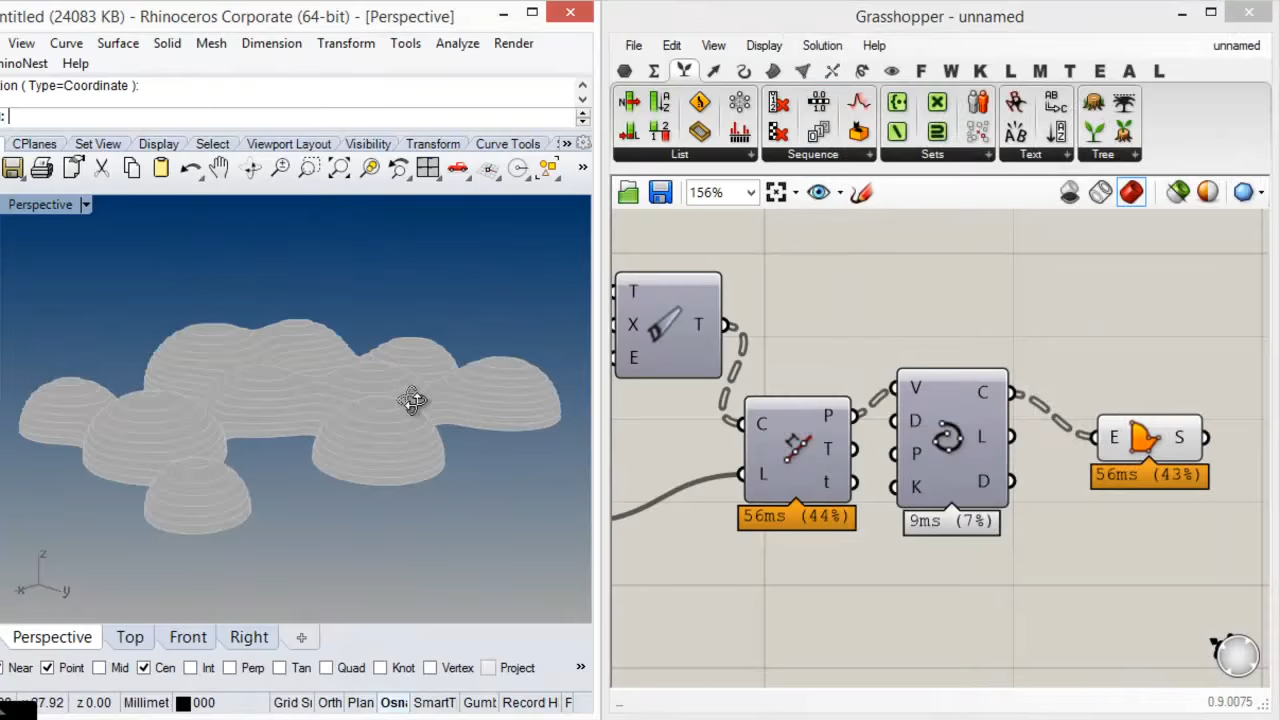 ntitled (24083 KB) - Rhinoceros Corporate (64-bit) - [Perspective]
View Curve Surface Solid Mesh Dimension Transform Tools Analyze Render
hinoNest Help
ion ( Type=Coordinate ):
:
CPlanes Set View Display Select Viewport Layout Visibility Transform Curve Tools »
»
Perspective
z
x y
Perspective Top Front Right
Near Point Mid Cen Int Perp Tan Quad Knot Vertex Project »
7.92 z 0.00 Millimet 000 Grid S Orth Plan Osna SmartT Gumb Record H F
Grasshopper - unnamed
File Edit View Display Solution Help unnamed
Σ F W K L M T E A L
List Sequence Sets Text Tree
156%
T
X T
E
C P
L T
t
56ms (44%)
V C
D L
P
K D
9ms (7%)
E S
56ms (43%)
0.9.0075